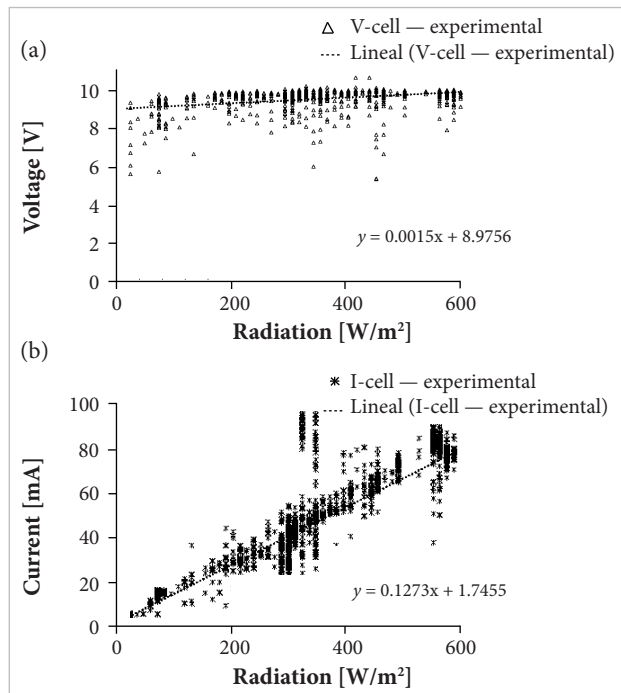 (a)
△ V-cell — experimental
Lineal (V-cell — experimental)
10
8
6
4
2
0
Voltage [V]
y = 0.0015x + 8.9756
0 200 400 600
Radiation [W/m²]
(b)
I-cell — experimental
Lineal (I-cell — experimental)
100
80
60
40
20
0
Current [mA]
y = 0.1273x + 1.7455
0 200 400 600
Radiation [W/m²]